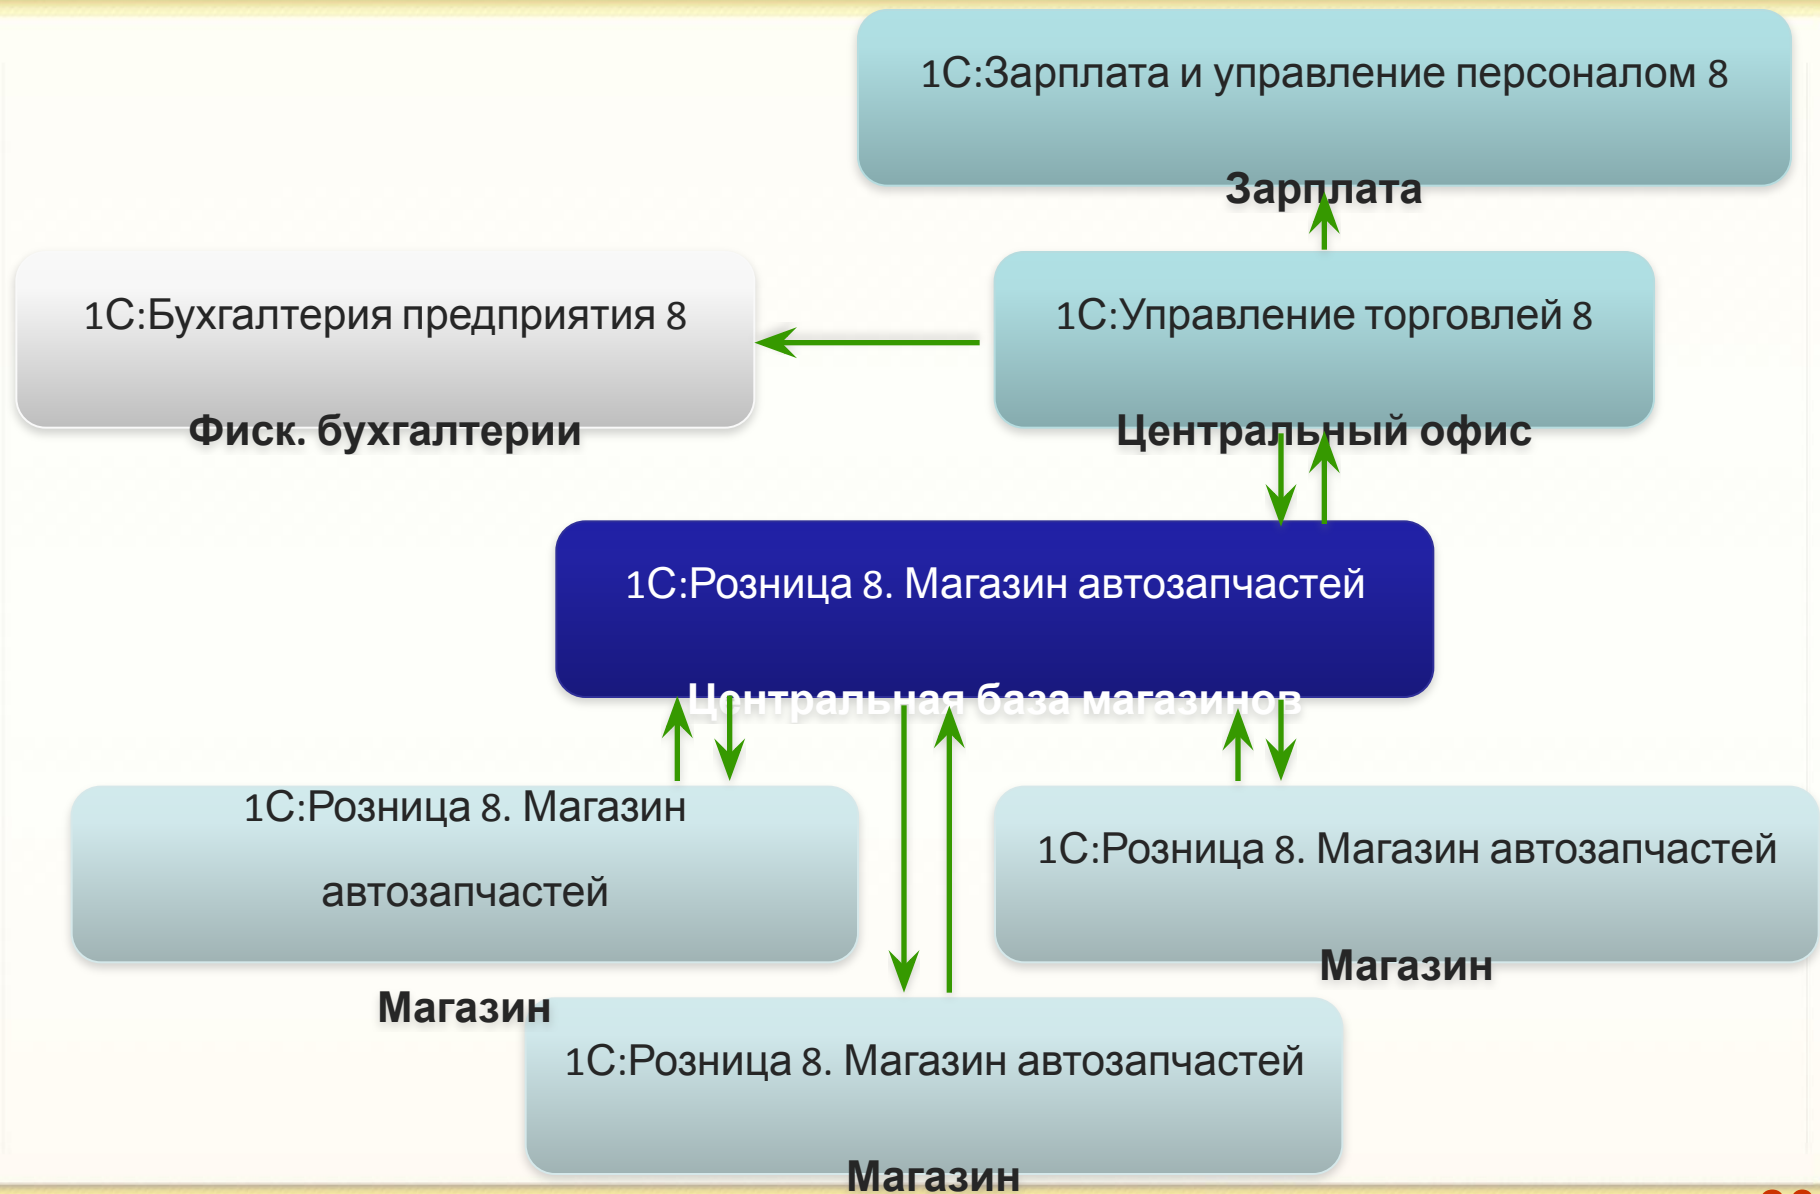 1С:Зарплата и управление персоналом 8
Зарплата
1С:Бухгалтерия предприятия 8
Фиск. бухгалтерии
1С:Управление торговлей 8
Центральный офис
1С:Розница 8. Магазин автозапчастей
Центральная база магазинов
1С:Розница 8. Магазин
автозапчастей
Магазин
1С:Розница 8. Магазин автозапчастей
Магазин
1С:Розница 8. Магазин автозапчастей
Магазин